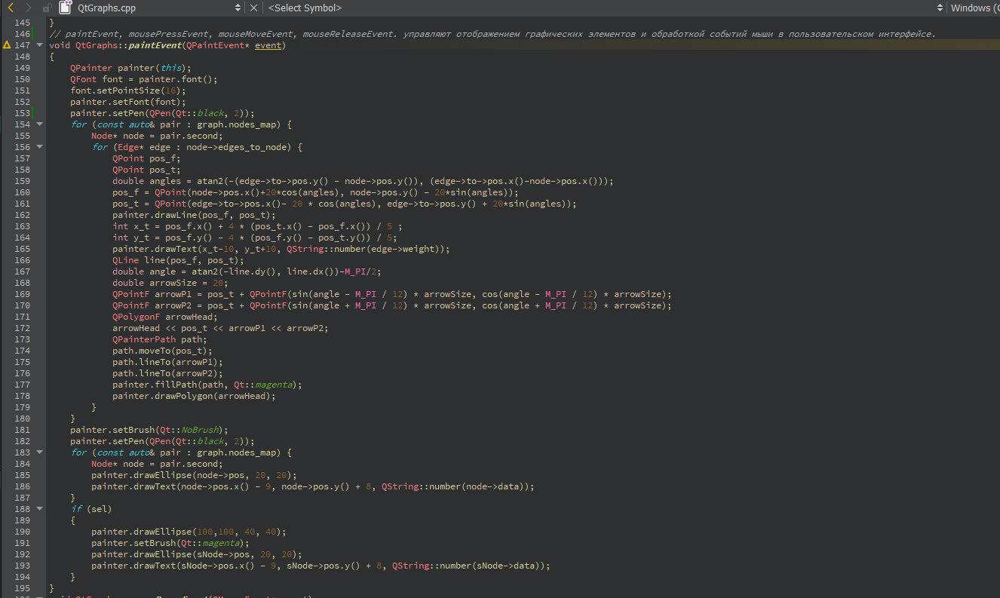 QtGraphs.cpp <Select Symbol> Windows (
145 }
146 // paintEvent, mousePressEvent, mouseMoveEvent, mouseReleaseEvent. управляют отображением графических элементов и обработкой событий мыши в пользовательском интерфейсе.
147 void QtGraphs::paintEvent(QPaintEvent* event)
148 {
149     QPainter painter(this);
150     QFont font = painter.font();
151     font.setPointSize(16);
152     painter.setFont(font);
153     painter.setPen(QPen(Qt::black, 2));
154     for (const auto& pair : graph.nodes_map) {
155         Node* node = pair.second;
156         for (Edge* edge : node->edges_to_node) {
157             QPoint pos_f;
158             QPoint pos_t;
159             double angles = atan2(-(edge->to->pos.y() - node->pos.y()), (edge->to->pos.x()-node->pos.x()));
160             pos_f = QPoint(node->pos.x()+20*cos(angles), node->pos.y() - 20*sin(angles));
161             pos_t = QPoint(edge->to->pos.x()- 20 * cos(angles), edge->to->pos.y() + 20*sin(angles));
162             painter.drawLine(pos_f, pos_t);
163             int x_t = pos_f.x() + 4 * (pos_t.x() - pos_f.x()) / 5 ;
164             int y_t = pos_f.y() - 4 * (pos_f.y() - pos_t.y()) / 5;
165             painter.drawText(x_t-10, y_t+10, QString::number(edge->weight));
166             QLine line(pos_f, pos_t);
167             double angle = atan2(-line.dy(), line.dx())-M_PI/2;
168             double arrowSize = 20;
169             QPointF arrowP1 = pos_t + QPointF(sin(angle - M_PI / 12) * arrowSize, cos(angle - M_PI / 12) * arrowSize);
170             QPointF arrowP2 = pos_t + QPointF(sin(angle + M_PI / 12) * arrowSize, cos(angle + M_PI / 12) * arrowSize);
171             QPolygonF arrowHead;
172             arrowHead << pos_t << arrowP1 << arrowP2;
173             QPainterPath path;
174             path.moveTo(pos_t);
175             path.lineTo(arrowP1);
176             path.lineTo(arrowP2);
177             painter.fillPath(path, Qt::magenta);
178             painter.drawPolygon(arrowHead);
179         }
180     }
181     painter.setBrush(Qt::NoBrush);
182     painter.setPen(QPen(Qt::black, 2));
183     for (const auto& pair : graph.nodes_map) {
184         Node* node = pair.second;
185         painter.drawEllipse(node->pos, 20, 20);
186         painter.drawText(node->pos.x() - 9, node->pos.y() + 8, QString::number(node->data));
187     }
188     if (sel)
189     {
190         painter.drawEllipse(100,100, 40, 40);
191         painter.setBrush(Qt::magenta);
192         painter.drawEllipse(sNode->pos, 20, 20);
193         painter.drawText(sNode->pos.x() - 9, sNode->pos.y() + 8, QString::number(sNode->data));
194     }
195 }